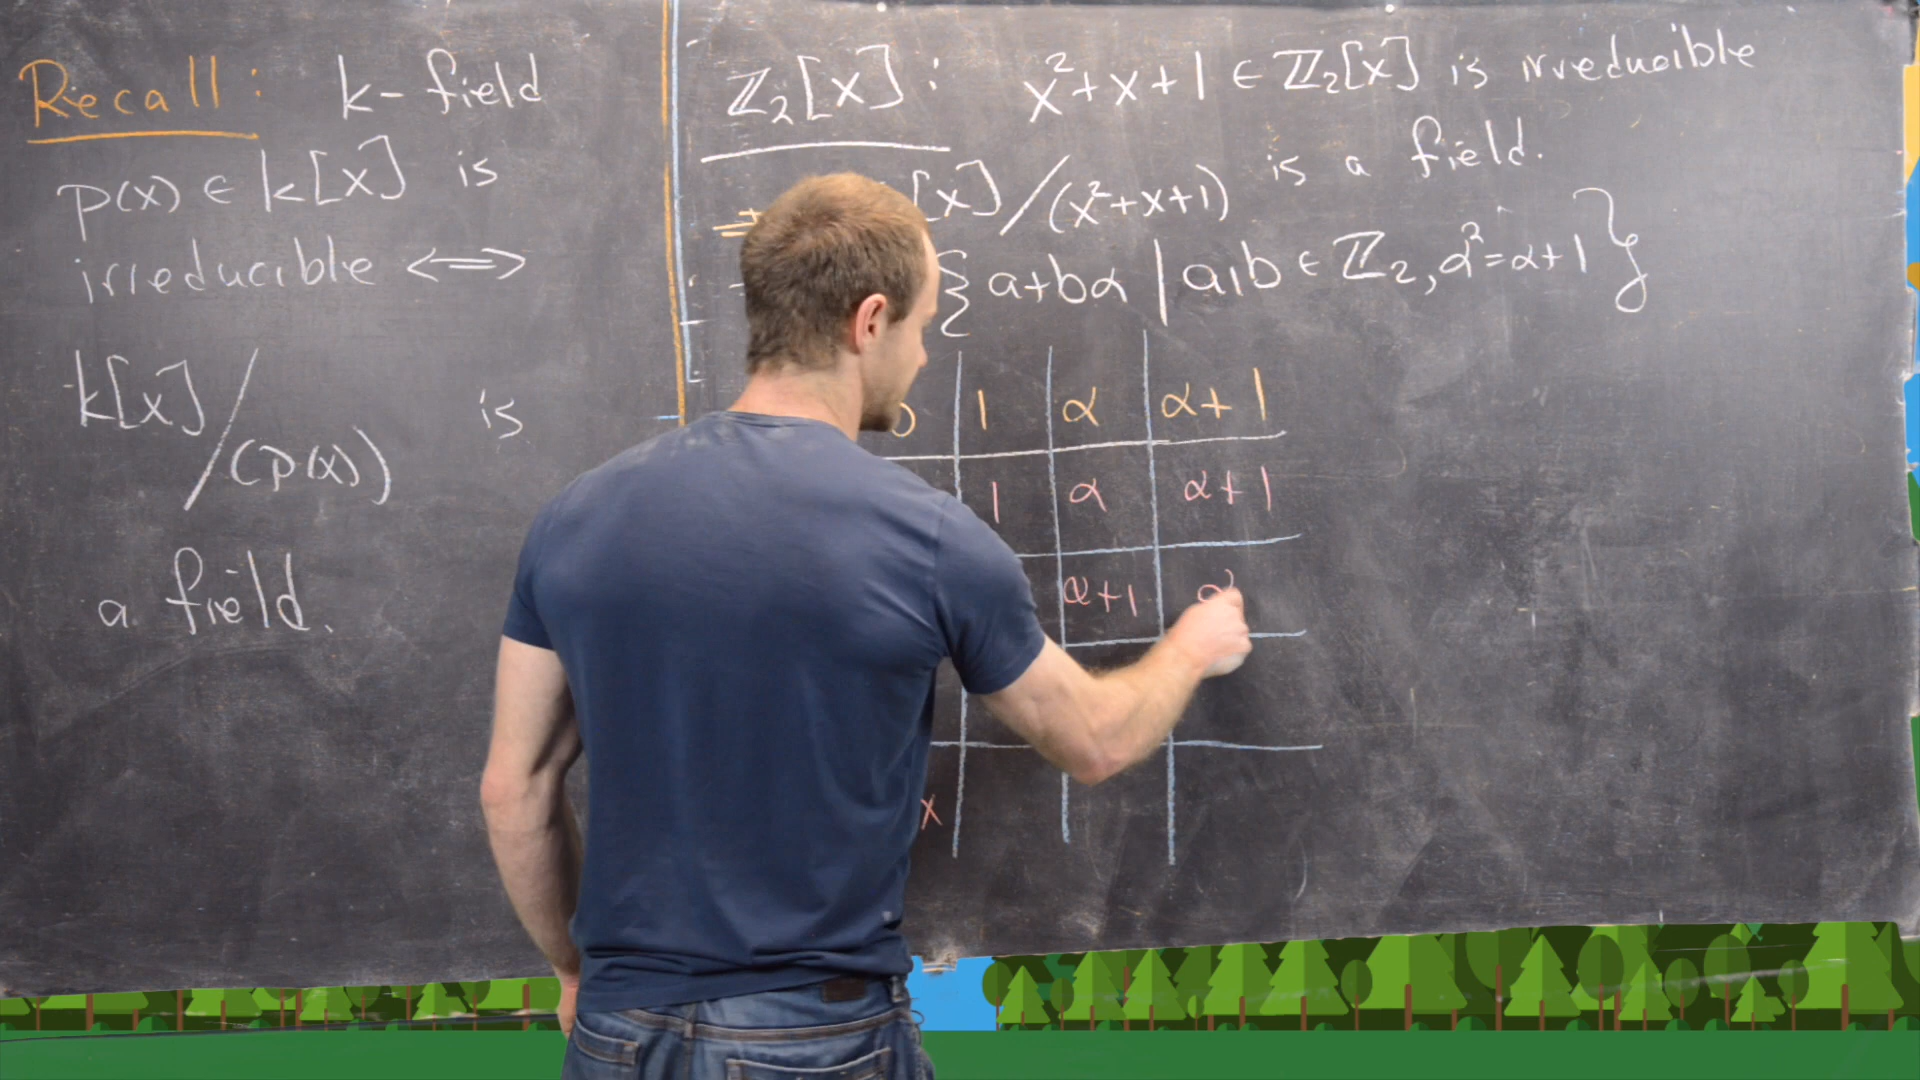 Recall: k - field
p(x) ∈ k[x] is
irreducible ⟺
k[x]/(p(x)) is
a field.
ℤ₂[x]: x²+x+1 ∈ ℤ₂[x] is irreducible
[x]/(x²+x+1) is a field.
{a+bα | a,b ∈ ℤ₂, α²=α+1}
0 1 α α+1
1 α α+1
α+1